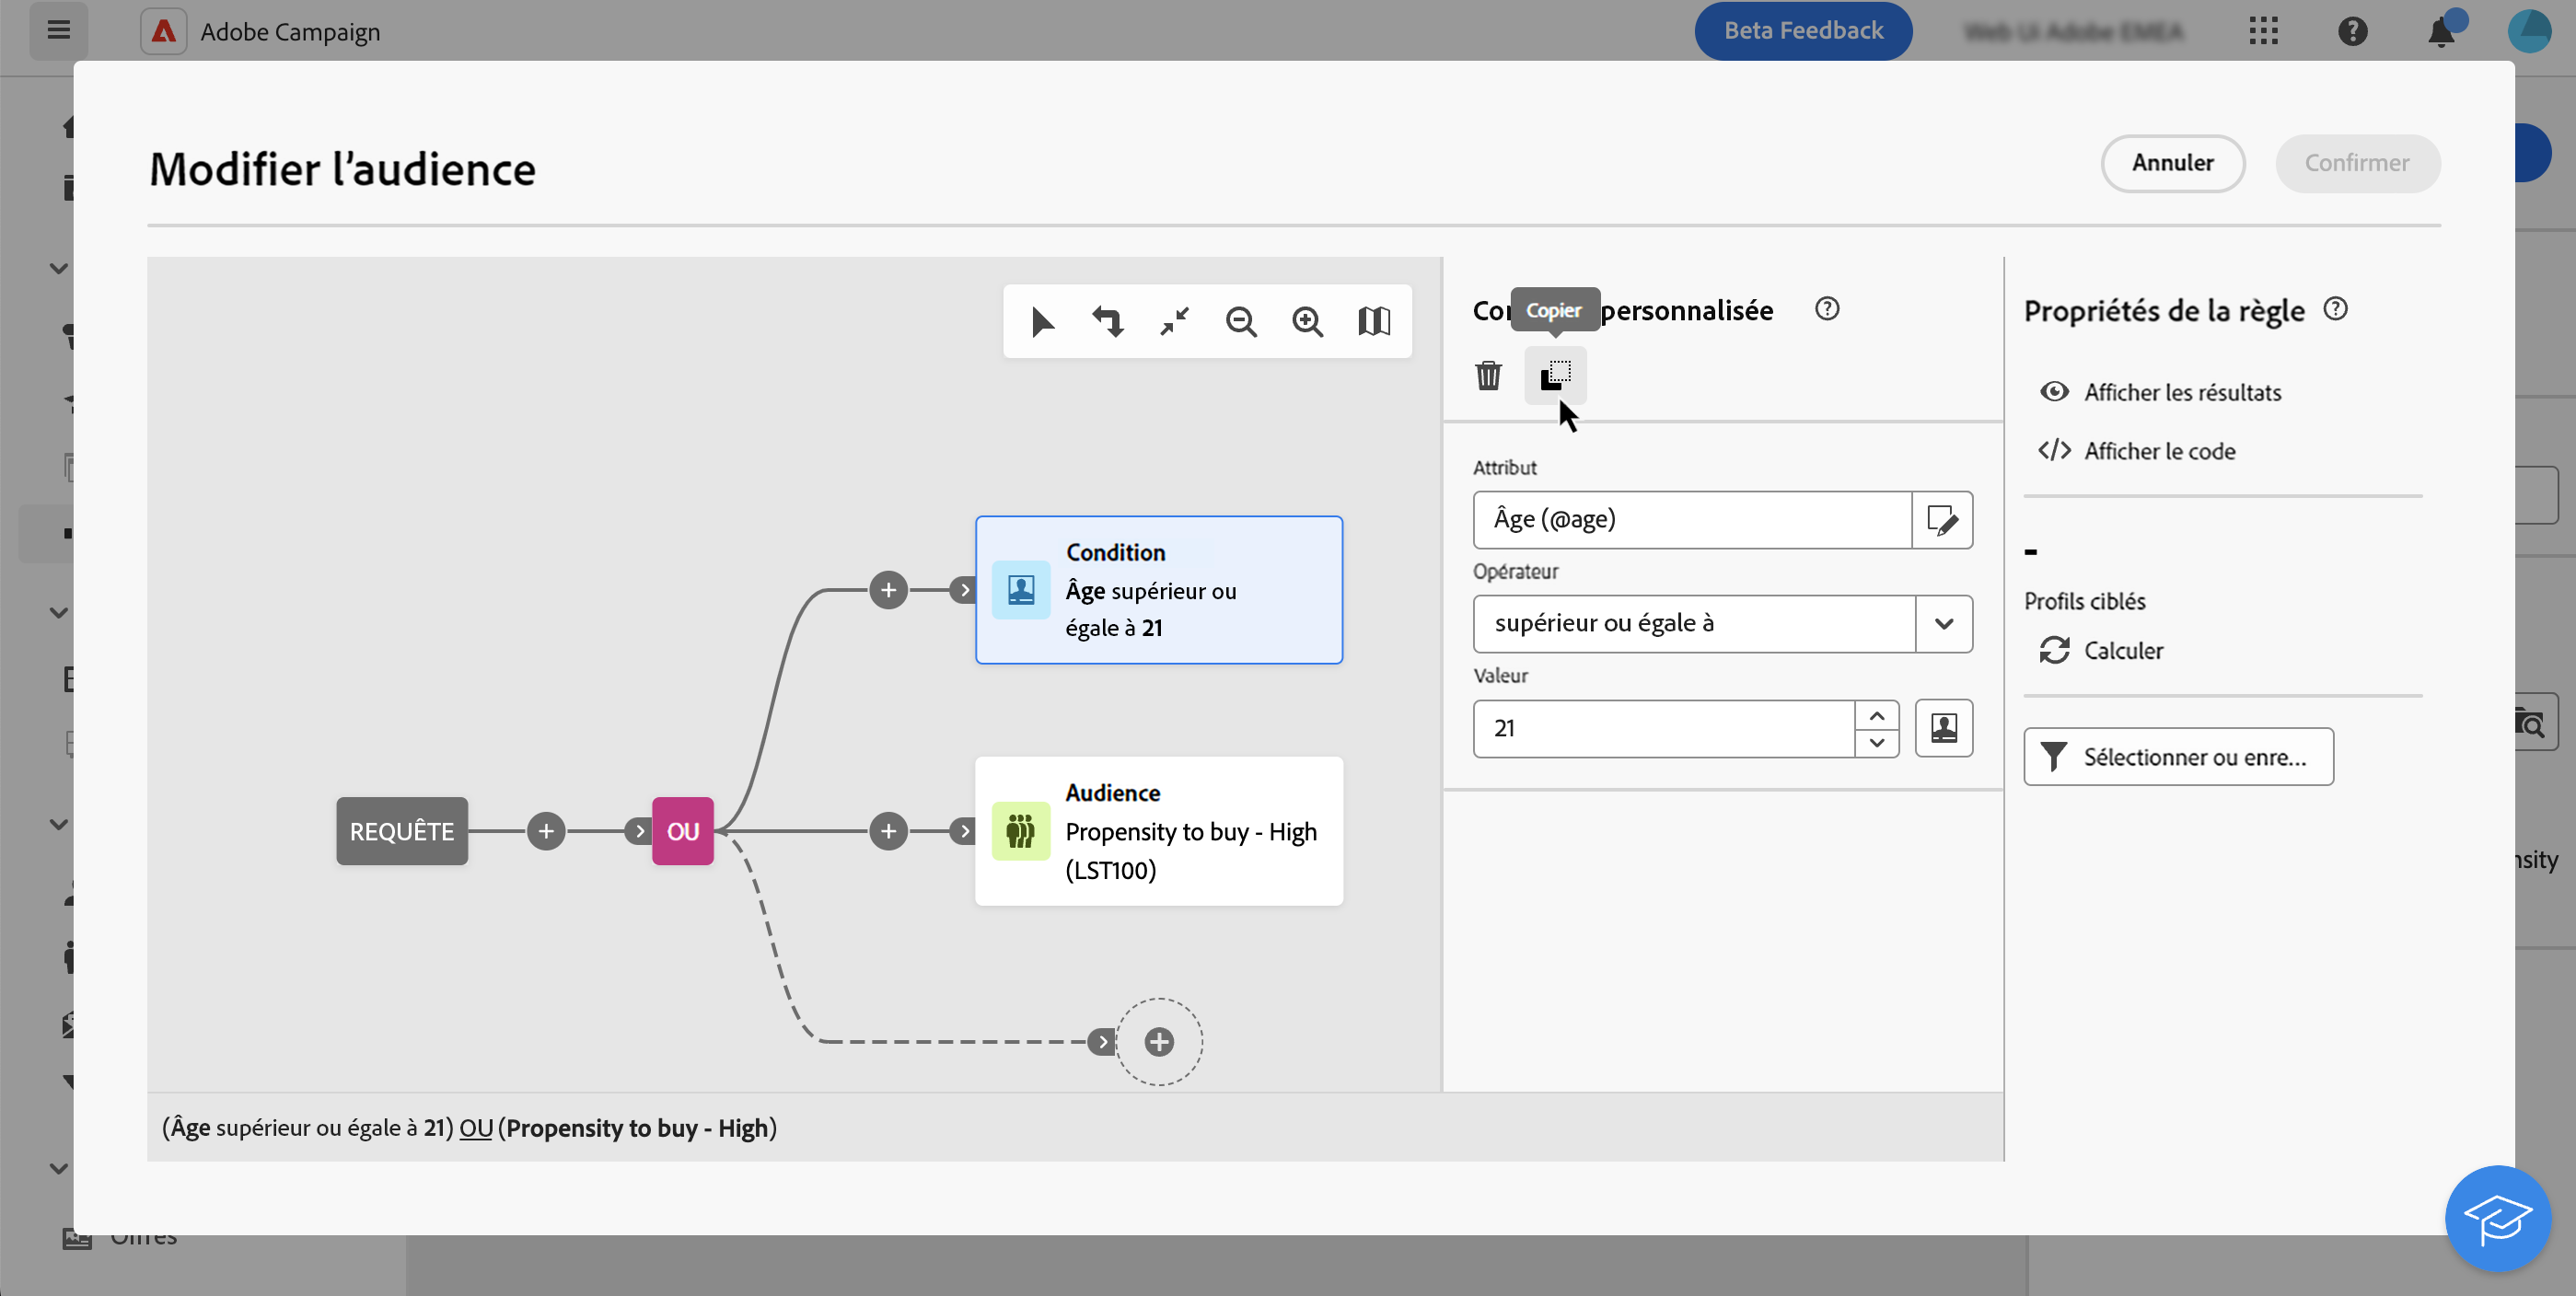 Adobe Campaign
Beta Feedback
Modifier l'audience
Annuler
Confirmer
Copier
personnalisée
Propriétés de la règle
Afficher les résultats
Afficher le code
Attribut
Âge (@age)
Opérateur
supérieur ou égale à
Valeur
21
-
Profils ciblés
Calculer
Sélectionner ou enre...
Condition
Âge supérieur ou
égale à 21
REQUÊTE
OU
Audience
Propensity to buy - High
(LST100)
(Âge supérieur ou égale à 21) OU (Propensity to buy - High)
Offres